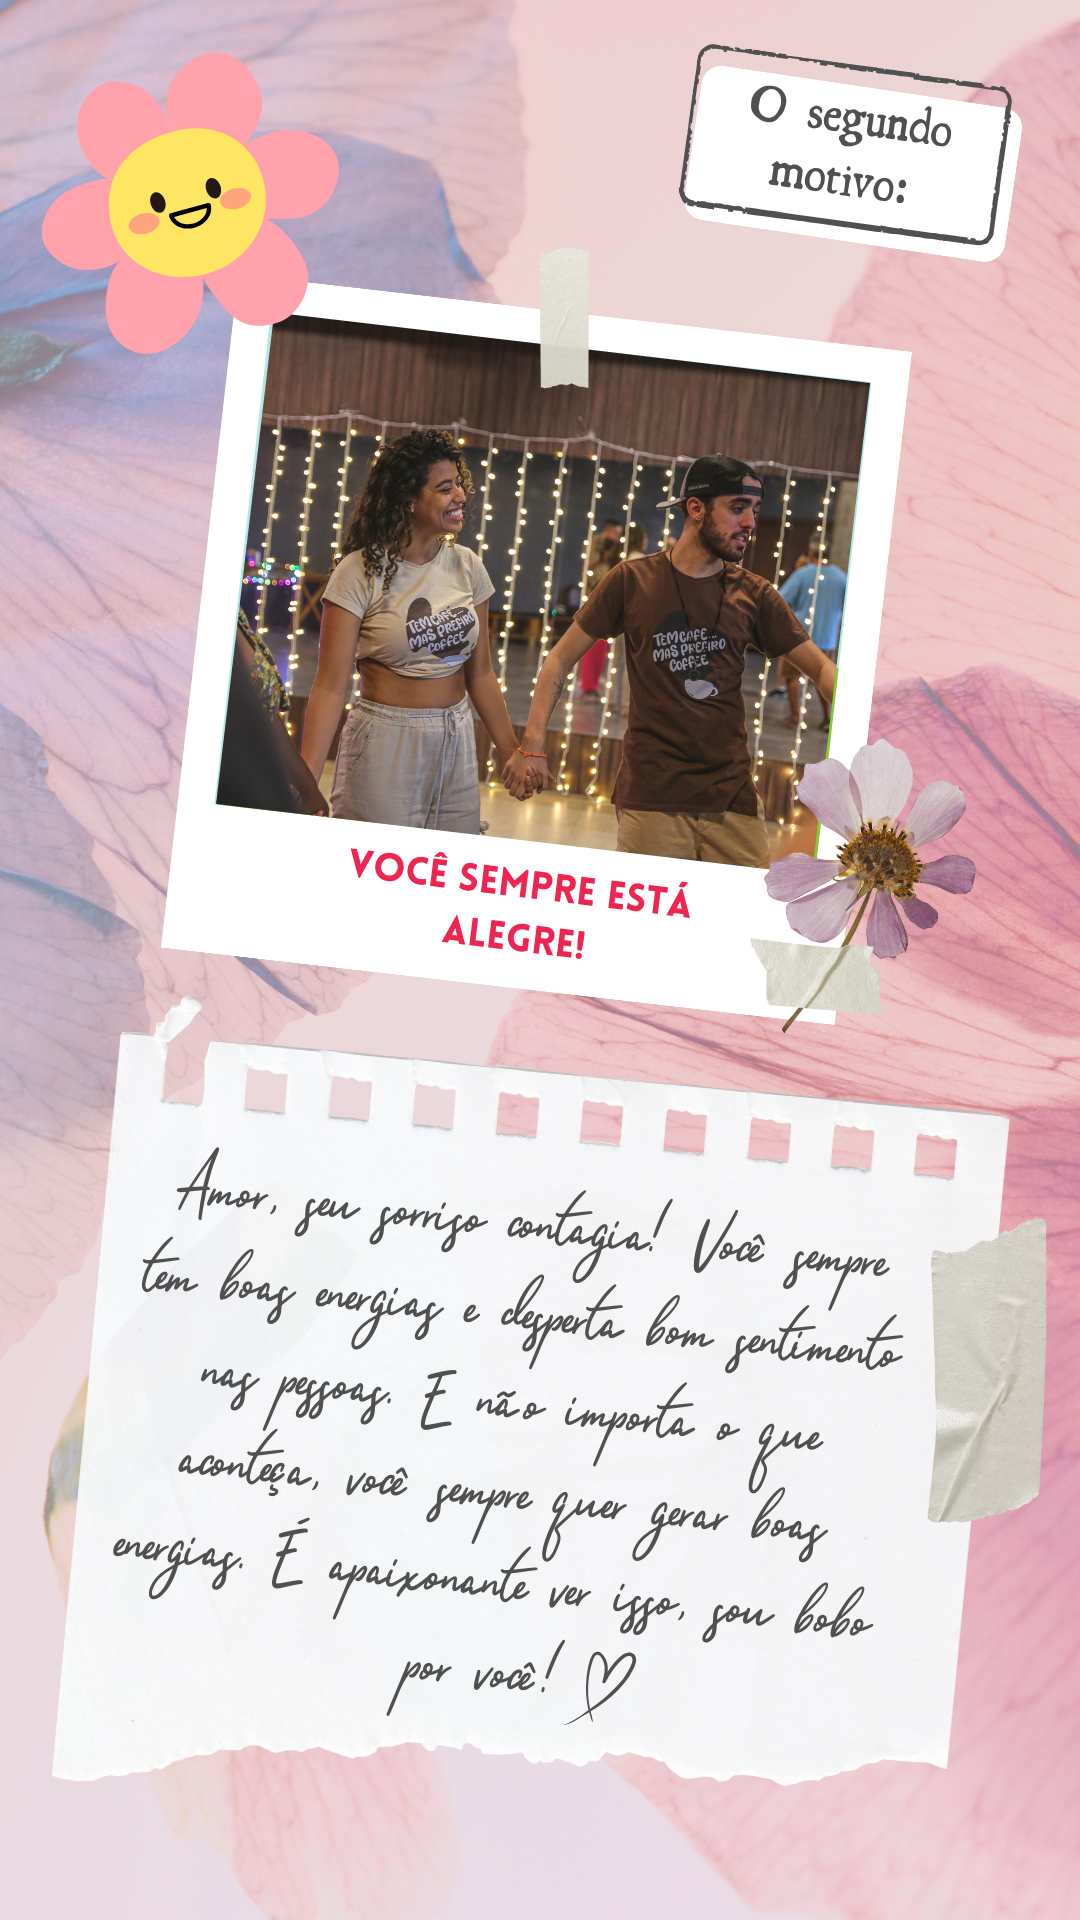 O segundo
motivo:
TEM CAFÉ...
MAS PREFIRO
COFFEE
TEM CAFÉ...
MAS PREFIRO
COFFEE
VOCÊ SEMPRE ESTÁ
ALEGRE!
Amor, seu sorriso contagia! Você sempre
tem boas energias e desperta bom sentimento
nas pessoas. E não importa o que
aconteça, você sempre quer gerar boas
energias. É apaixonante ver isso, sou bobo
por você! ♡